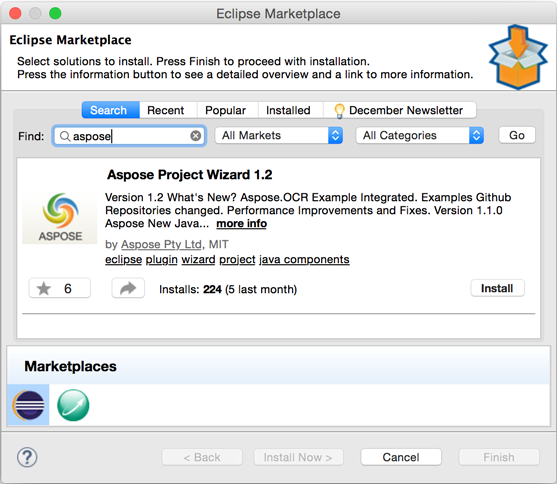 Eclipse Marketplace
Eclipse Marketplace
Select solutions to install. Press Finish to proceed with installation.
Press the information button to see a detailed overview and a link to more information.
Search Recent Popular Installed December Newsletter
Find: aspose All Markets All Categories Go
Aspose Project Wizard 1.2
Version 1.2 What's New? Aspose.OCR Example Integrated. Examples Github
Repositories changed. Performance Improvements and Fixes. Version 1.1.0
Aspose New Java... more info
ASPOSE
by Aspose Pty Ltd, MIT
eclipse plugin wizard project java components
6 Installs: 224 (5 last month) Install
Marketplaces
? < Back Install Now > Cancel Finish